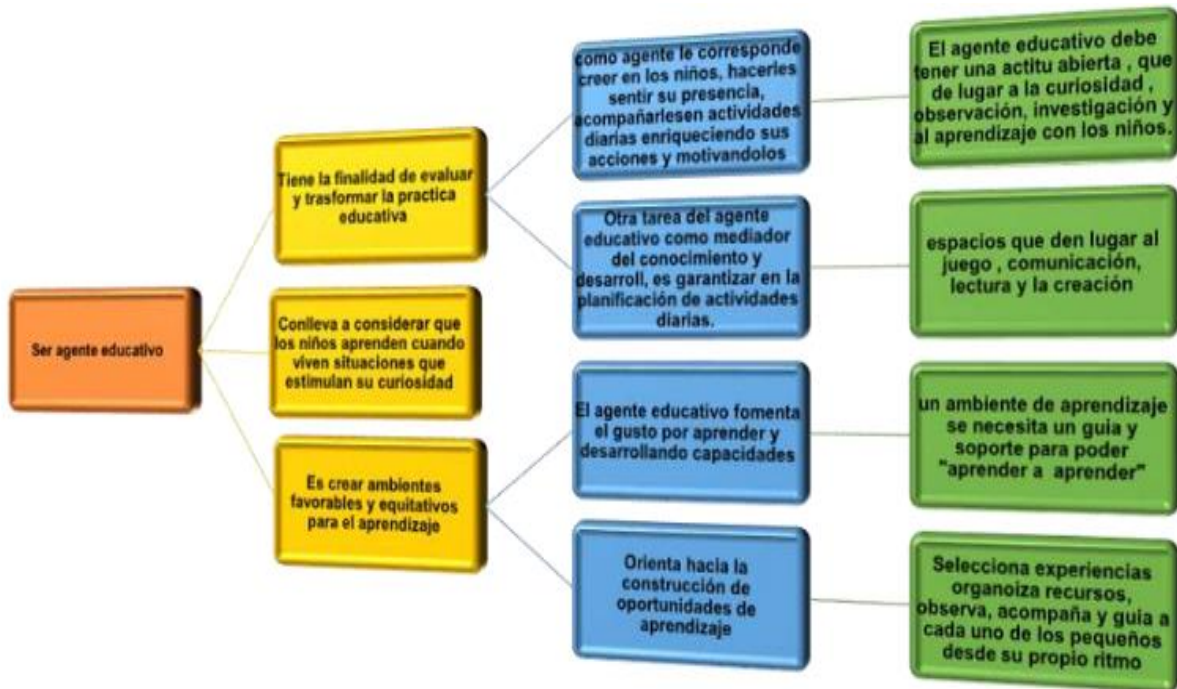 Ser agente educativo
Tiene la finalidad de evaluar
y trasformar la practica
educativa
Conlleva a considerar que
los niños aprenden cuando
viven situaciones que
estimulan su curiosidad
Es crear ambientes
favorables y equitativos
para el aprendizaje
como agente le corresponde
creer en los niños, hacerles
sentir su presencia,
acompañarlesen actividades
diarias enriqueciendo sus
acciones y motivandolos
Otra tarea del agente
educativo como mediador
del conocimiento y
desarroll, es garantizar en la
planificación de actividades
diarias.
El agente educativo fomenta
el gusto por aprender y
desarrollando capacidades
Orienta hacia la
construcción de
oportunidades de
aprendizaje
El agente educativo debe
tener una actitu abierta , que
de lugar a la curiosidad ,
observación, investigación y
al aprendizaje con los niños.
espacios que den lugar al
juego , comunicación,
lectura y la creación
un ambiente de aprendizaje
se necesita un guia y
soporte para poder
"aprender a aprender"
Selecciona experiencias
organoiza recursos,
observa, acompaña y guia a
cada uno de los pequeños
desde su propio ritmo